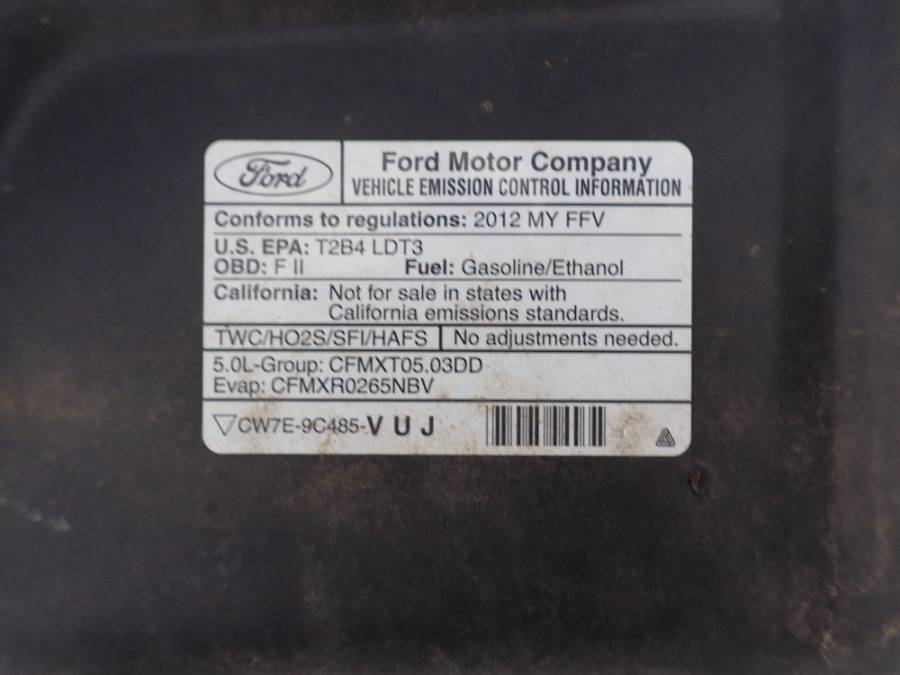 Ford
Ford Motor Company
VEHICLE EMISSION CONTROL INFORMATION
Conforms to regulations: 2012 MY FFV
U.S. EPA: T2B4 LDT3
OBD: F II Fuel: Gasoline/Ethanol
California: Not for sale in states with
California emissions standards.
TWC/HO2S/SFI/HAFS No adjustments needed.
5.0L-Group: CFMXT05.03DD
Evap: CFMXR0265NBV
CW7E-9C485-VUJ